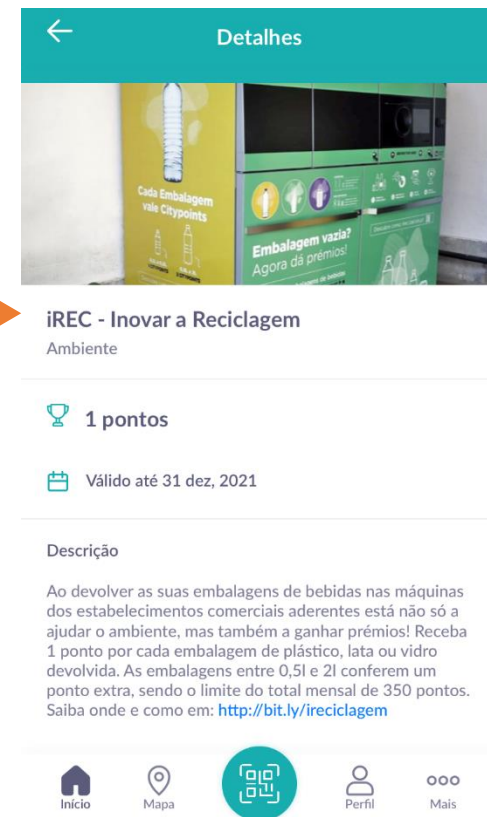 Detalhes
Cada Embalagem
vale Citypoints
Embalagem vazia?
Agora dá prémios!
iREC - Inovar a Reciclagem
Ambiente
1 pontos
Válido até 31 dez, 2021
Descrição
Ao devolver as suas embalagens de bebidas nas máquinas
dos estabelecimentos comerciais aderentes está não só a
ajudar o ambiente, mas também a ganhar prémios! Receba
1 ponto por cada embalagem de plástico, lata ou vidro
devolvida. As embalagens entre 0,5l e 2l conferem um
ponto extra, sendo o limite do total mensal de 350 pontos.
Saiba onde e como em: http://bit.ly/ireciclagem
Início
Mapa
Perfil
Mais